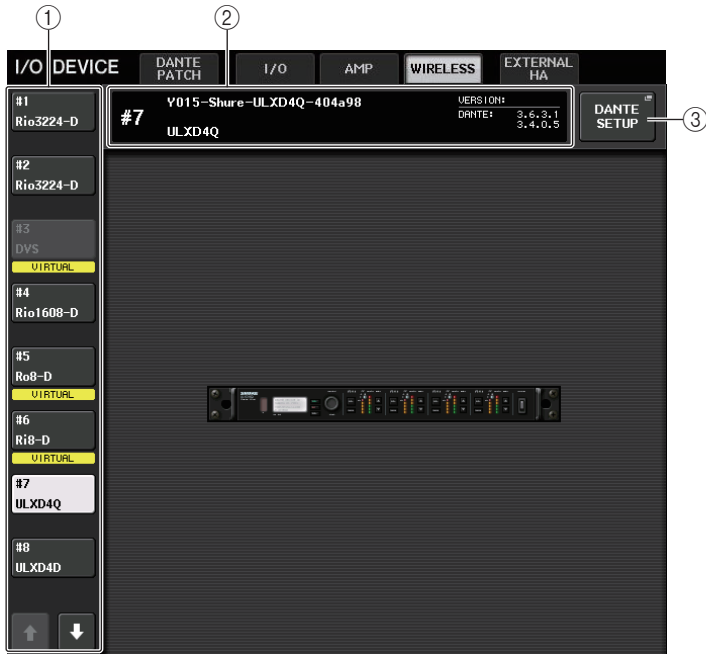 1
2
I/O DEVICE
DANTE PATCH
I/O
AMP
WIRELESS
EXTERNAL HA
#1
Rio3224-D
#7
Y015-Shure-ULXD4Q-404a98
ULXD4Q
VERSION:
DANTE: 3.6.3.1
3.4.0.5
DANTE SETUP
3
#2
Rio3224-D
#3
DVS
VIRTUAL
#4
Rio1608-D
#5
Ro8-D
VIRTUAL
#6
Ri8-D
VIRTUAL
#7
ULXD4Q
#8
ULXD4D